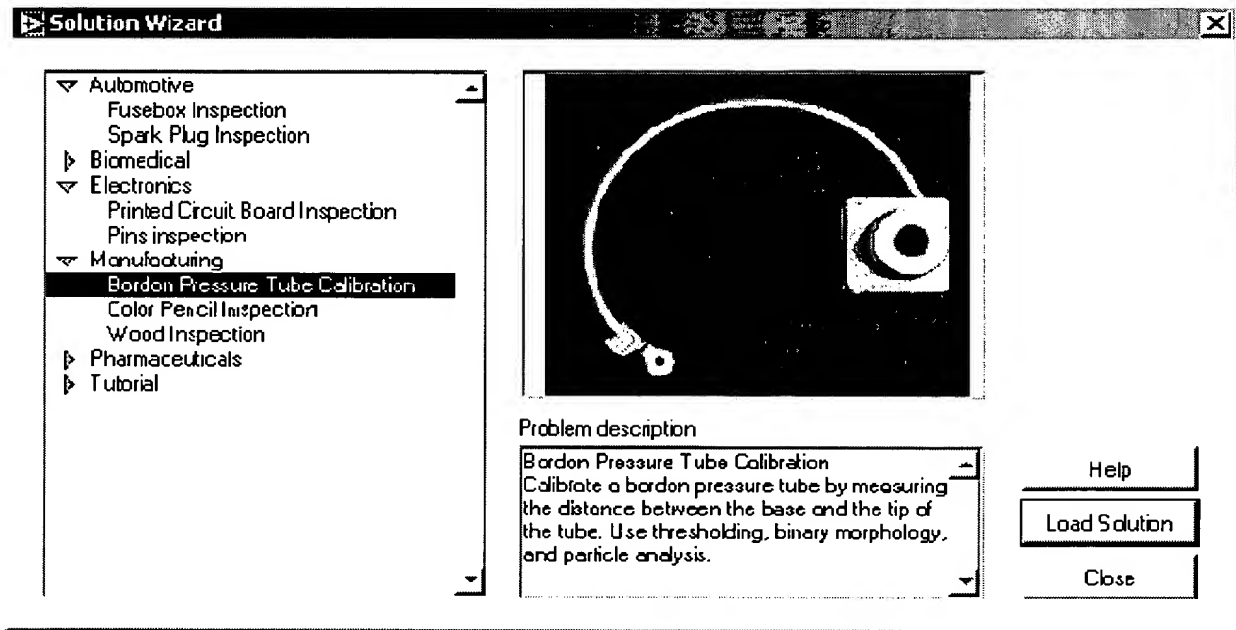 Solution Wizard
Automotive
Fusebox Inspection
Spark Plug Inspection
Biomedical
Electronics
Printed Circuit Board Inspection
Pins inspection
Manufacturing
Bordon Pressure Tube Calibration
Color Pencil Inspection
Wood Inspection
Pharmaceuticals
Tutorial
Problem description
Bordon Pressure Tube Calibration
Calibrate a bordon pressure tube by measuring
the distance between the base and the tip of
the tube. Use thresholding, binary morphology,
and particle analysis.
Help
Load Solution
Close